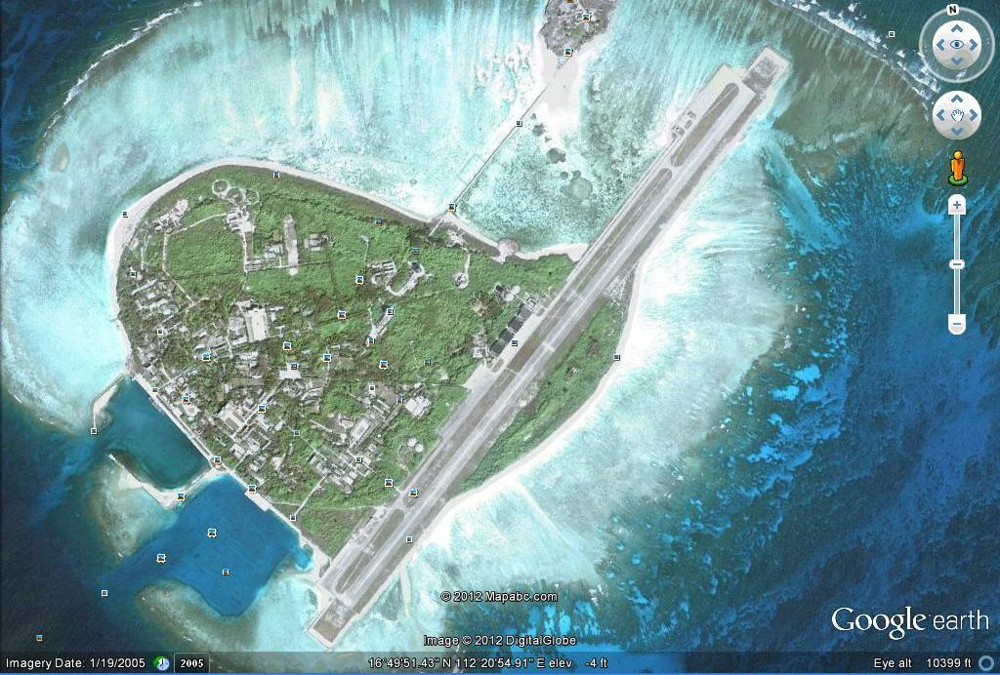 N
© 2012 Mapabc.com
Google earth
Image © 2012 DigitalGlobe
Imagery Date: 1/19/2005 2005 16°49'51.43" N 112°20'54.91" E elev -4 ft Eye alt 10399 ft